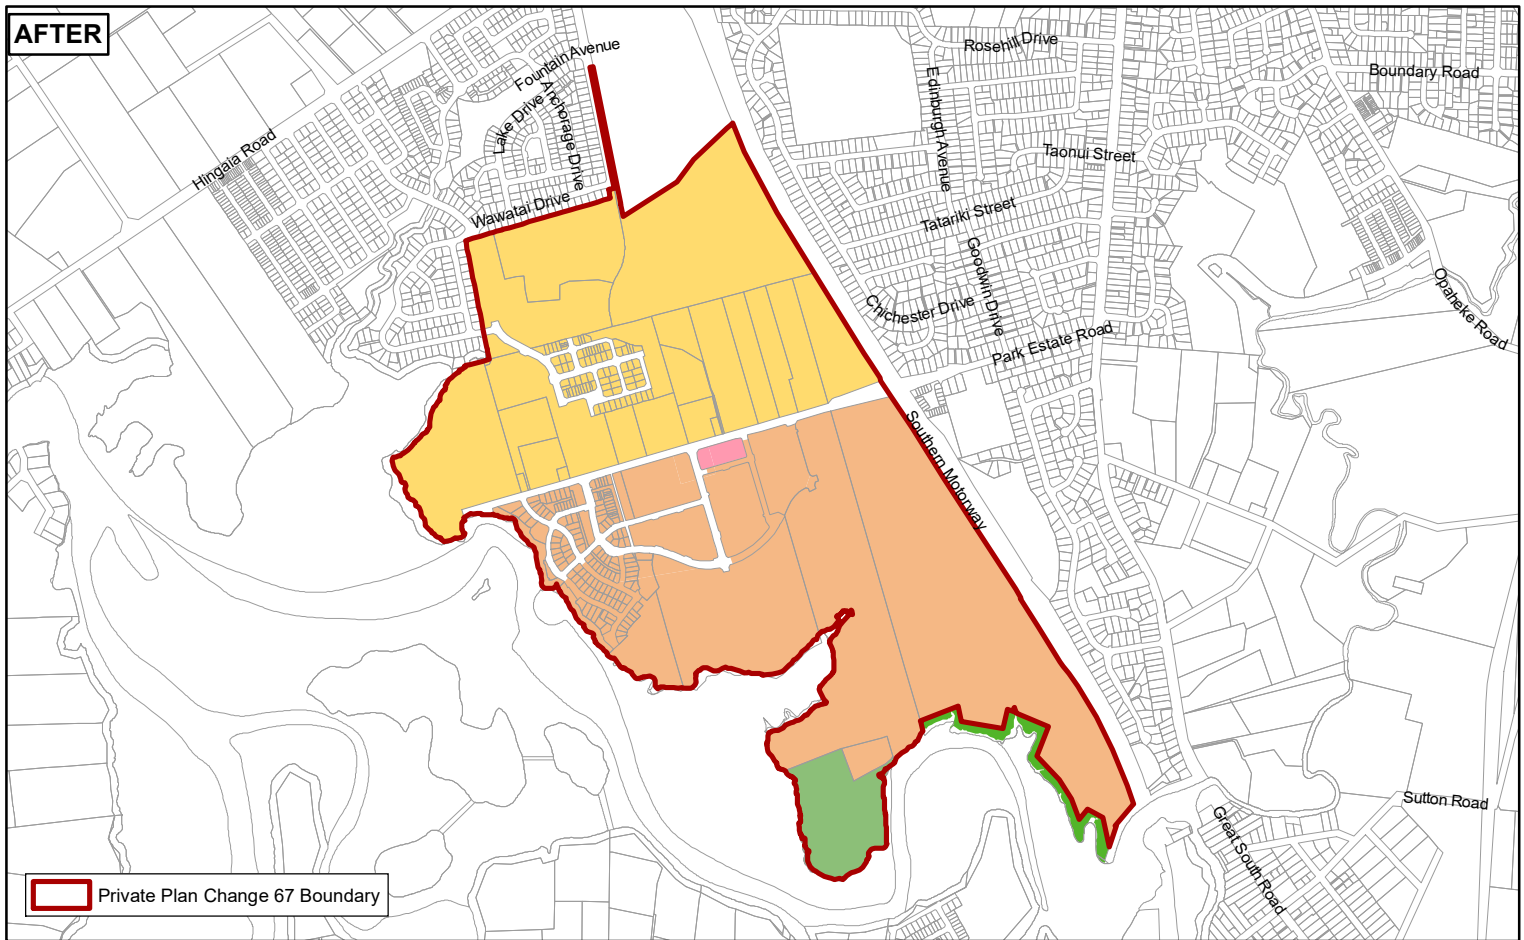 AFTER
Fountain Avenue
Rosehill Drive
Boundary Road
Edinburgh Avenue
Lake Drive
Anchorage Drive
Hingaia Road
Taonui Street
Wawatai Drive
Tatariki Street
Goodwin Drive
Opaheke Road
Chichester Drive
Park Estate Road
Southern Motorway
Sutton Road
Great South Road
Private Plan Change 67 Boundary